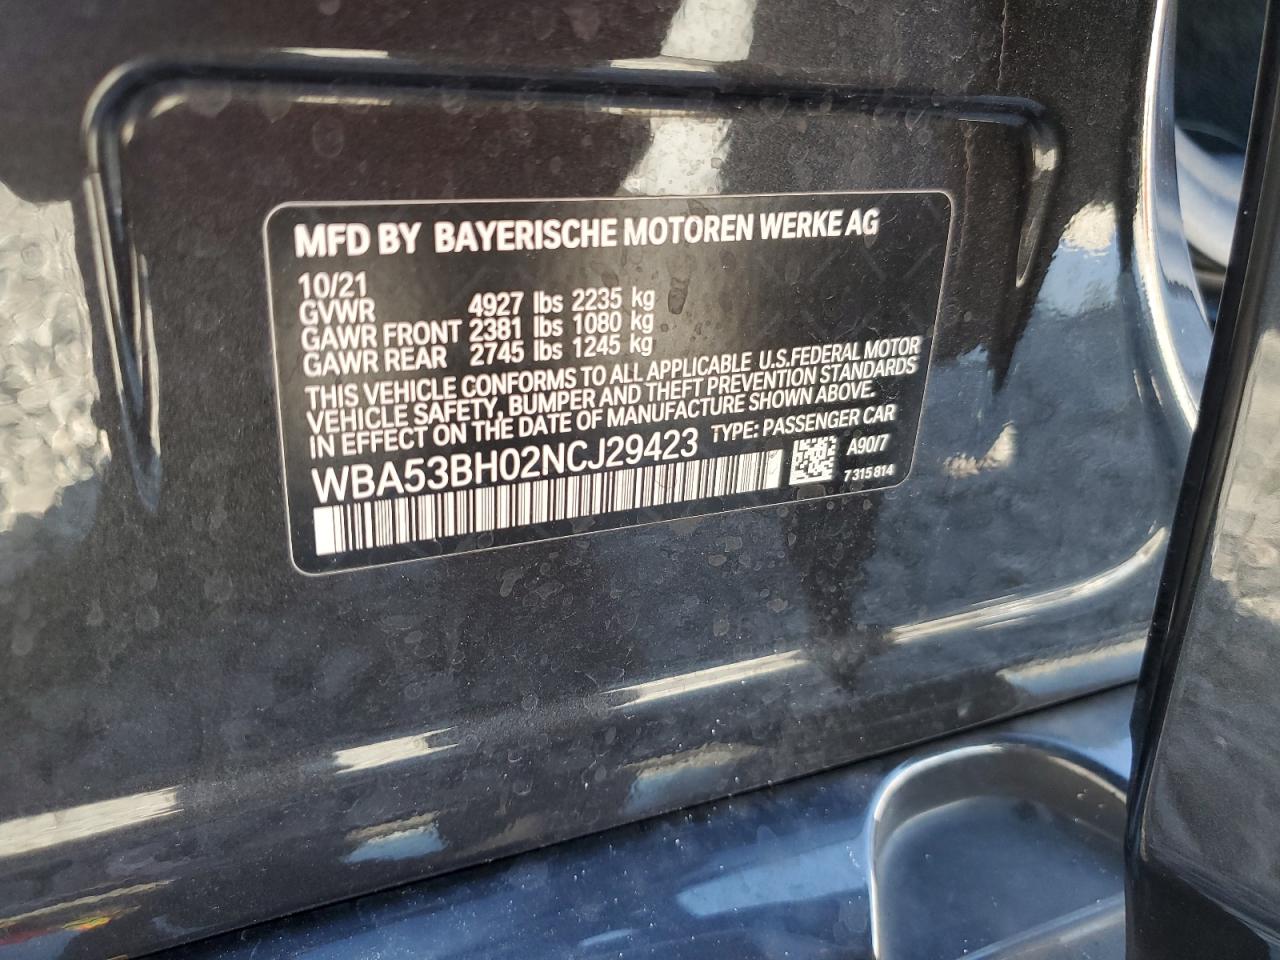 MFD BY BAYERISCHE MOTOREN WERKE AG
10/21
GVWR 4927 lbs 2235 kg
GAWR FRONT 2381 lbs 1080 kg
GAWR REAR 2745 lbs 1245 kg
THIS VEHICLE CONFORMS TO ALL APPLICABLE U.S.FEDERAL MOTOR
VEHICLE SAFETY, BUMPER AND THEFT PREVENTION STANDARDS
IN EFFECT ON THE DATE OF MANUFACTURE SHOWN ABOVE.
WBA53BH02NCJ29423 TYPE: PASSENGER CAR
A90/7
7 315 814